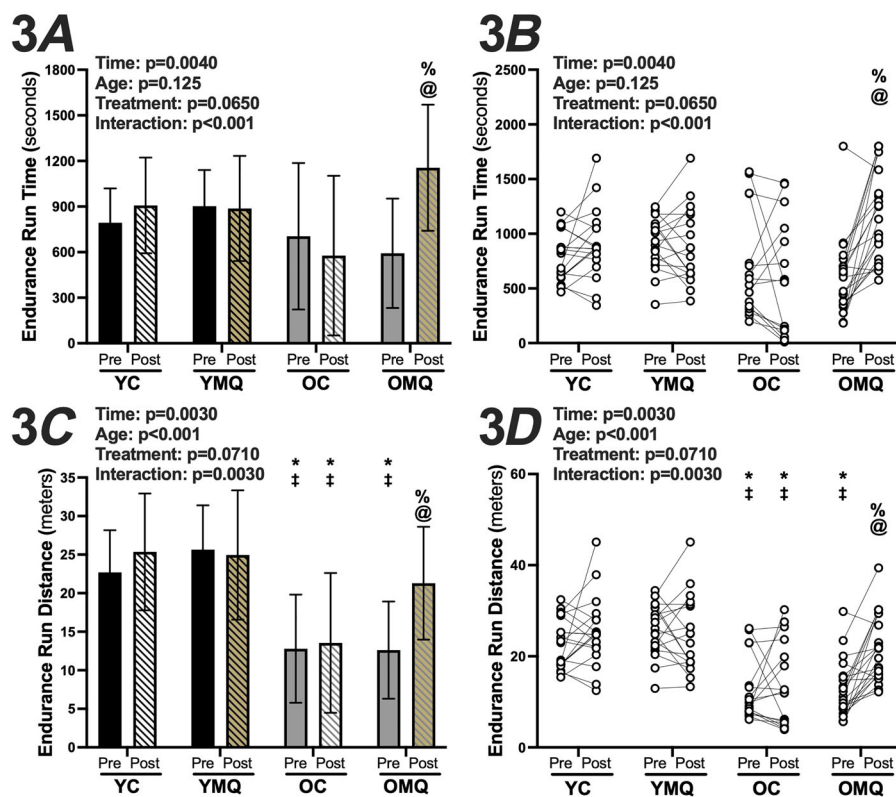 3A
Time: p=0.0040
Age: p=0.125
Treatment: p=0.0650
Interaction: p<0.001
%
@
Endurance Run Time (seconds)
1800
1500
1200
900
600
300
0
Pre Post Pre Post Pre Post Pre Post
YC YMQ OC OMQ
3B
Time: p=0.0040
Age: p=0.125
Treatment: p=0.0650
Interaction: p<0.001
%
@
Endurance Run Time (seconds)
2500
2000
1500
1000
500
0
Pre Post Pre Post Pre Post Pre Post
YC YMQ OC OMQ
3C
Time: p=0.0030
Age: p<0.001
Treatment: p=0.0710
Interaction: p=0.0030
* * *
‡ ‡ ‡
%
@
Endurance Run Distance (meters)
35
30
25
20
15
10
5
0
Pre Post Pre Post Pre Post Pre Post
YC YMQ OC OMQ
3D
Time: p=0.0030
Age: p<0.001
Treatment: p=0.0710
Interaction: p=0.0030
* * *
‡ ‡ ‡
%
@
Endurance Run Distance (meters)
60
40
20
0
Pre Post Pre Post Pre Post Pre Post
YC YMQ OC OMQ